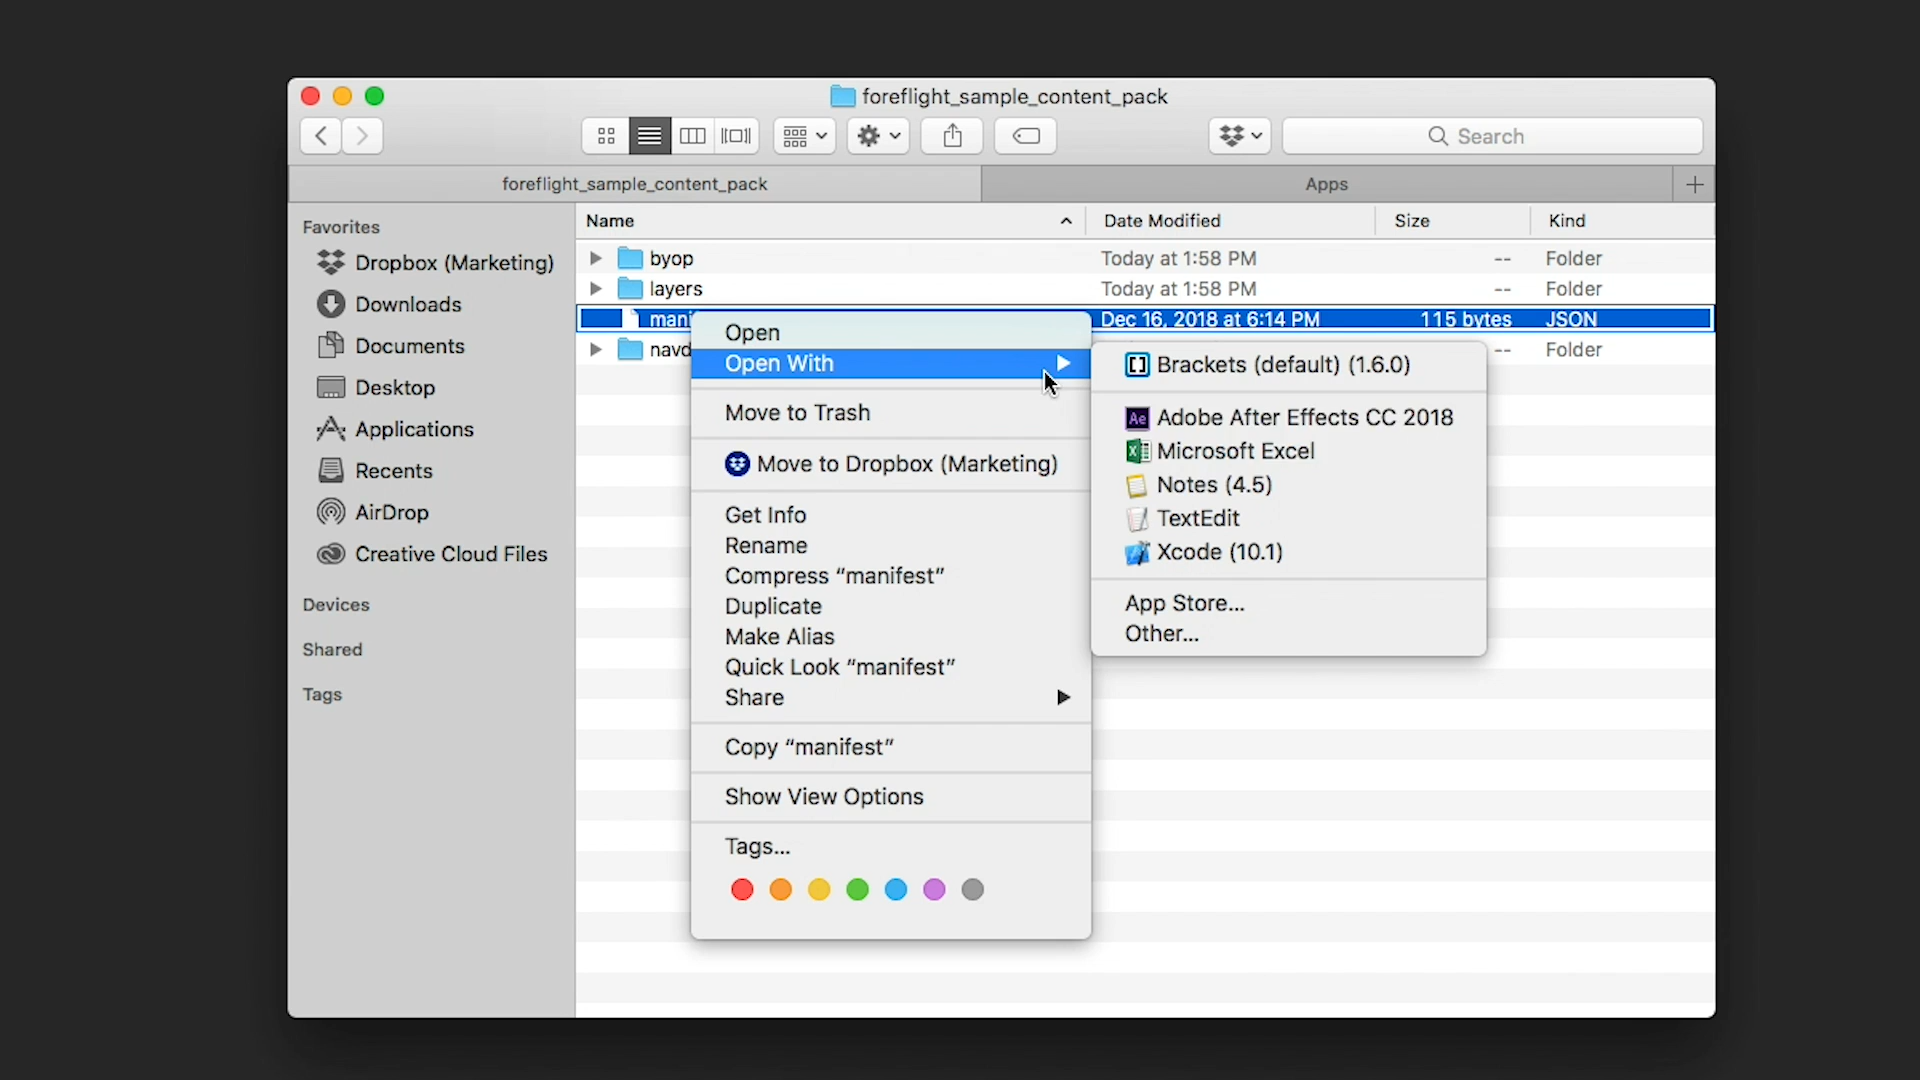 foreflight_sample_content_pack
Search
foreflight_sample_content_pack
Apps
Favorites
Dropbox (Marketing)
Downloads
Documents
Desktop
Applications
Recents
AirDrop
Creative Cloud Files
Devices
Shared
Tags
Name
Date Modified
Size
Kind
byop
Today at 1:58 PM
--
Folder
layers
Today at 1:58 PM
--
Folder
mani
Dec 16, 2018 at 6:14 PM
115 bytes
JSON
navd
--
Folder
Open
Open With
Move to Trash
Move to Dropbox (Marketing)
Get Info
Rename
Compress “manifest”
Duplicate
Make Alias
Quick Look “manifest”
Share
Copy “manifest”
Show View Options
Tags...
Brackets (default) (1.6.0)
Ae Adobe After Effects CC 2018
Microsoft Excel
Notes (4.5)
TextEdit
Xcode (10.1)
App Store...
Other...